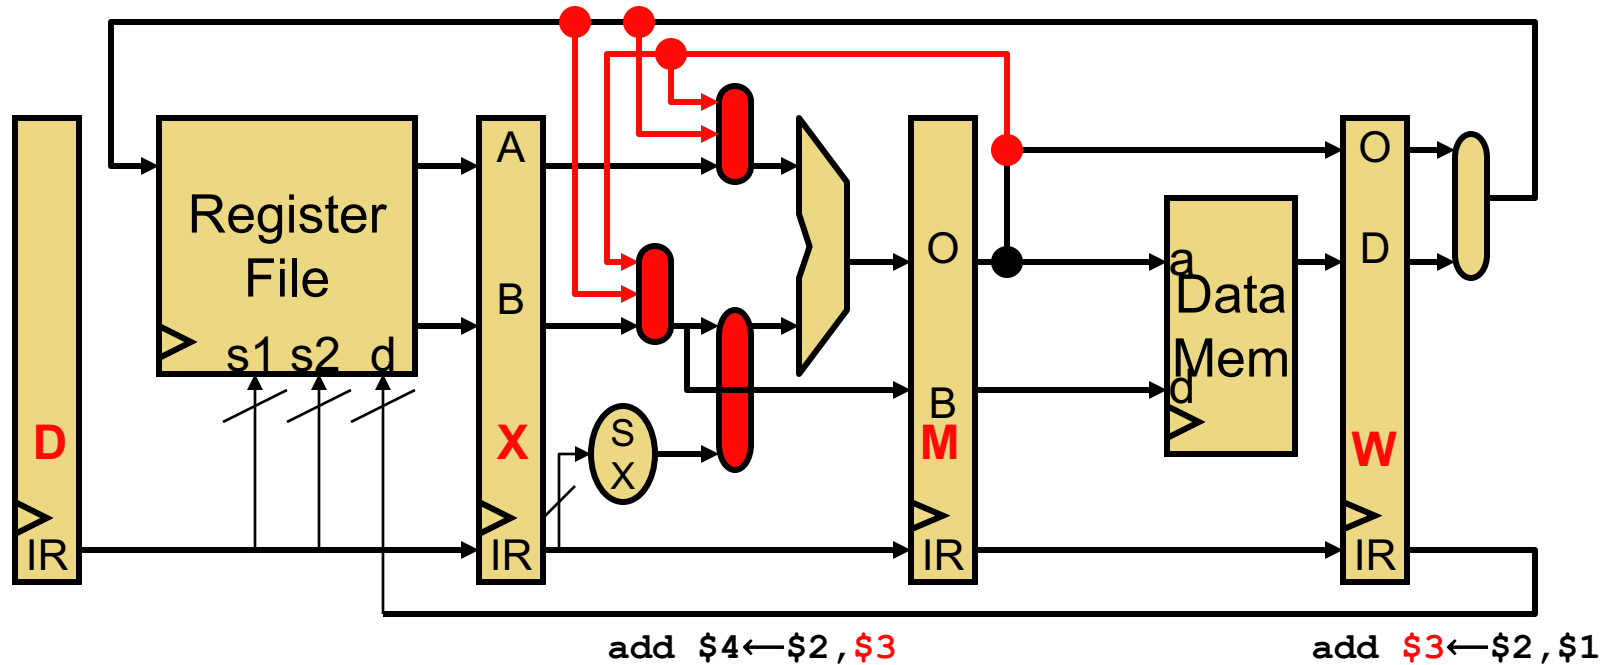 Register
File
s1 s2 d
D
IR
A
B
X
IR
S
X
O
B
M
IR
a
Data
Mem
d
O
D
W
IR
add $4←$2,$3
add $3←$2,$1